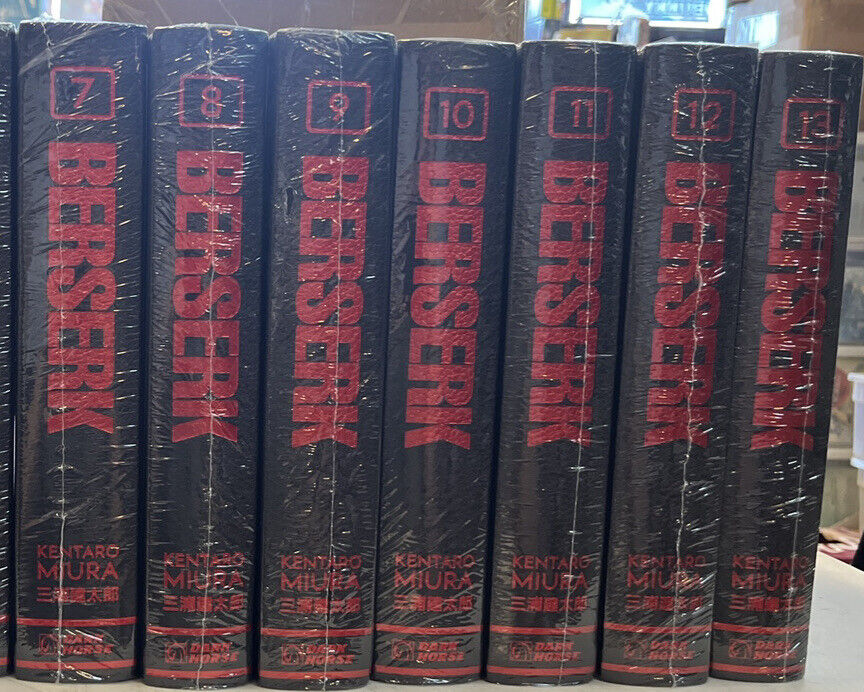 7
BERSERK
KENTARO
MIURA
三浦建太郎
DARK
HORSE
8
BERSERK
KENTARO
MIURA
三浦建太郎
DARK
HORSE
9
BERSERK
KENTARO
MIURA
三浦建太郎
DARK
HORSE
10
BERSERK
KENTARO
MIURA
三浦建太郎
DARK
HORSE
11
BERSERK
KENTARO
MIURA
三浦建太郎
DARK
HORSE
12
BERSERK
KENTARO
MIURA
三浦建太郎
DARK
HORSE
13
BERSERK
KENTARO
MIURA
三浦建太郎
DARK
HORSE